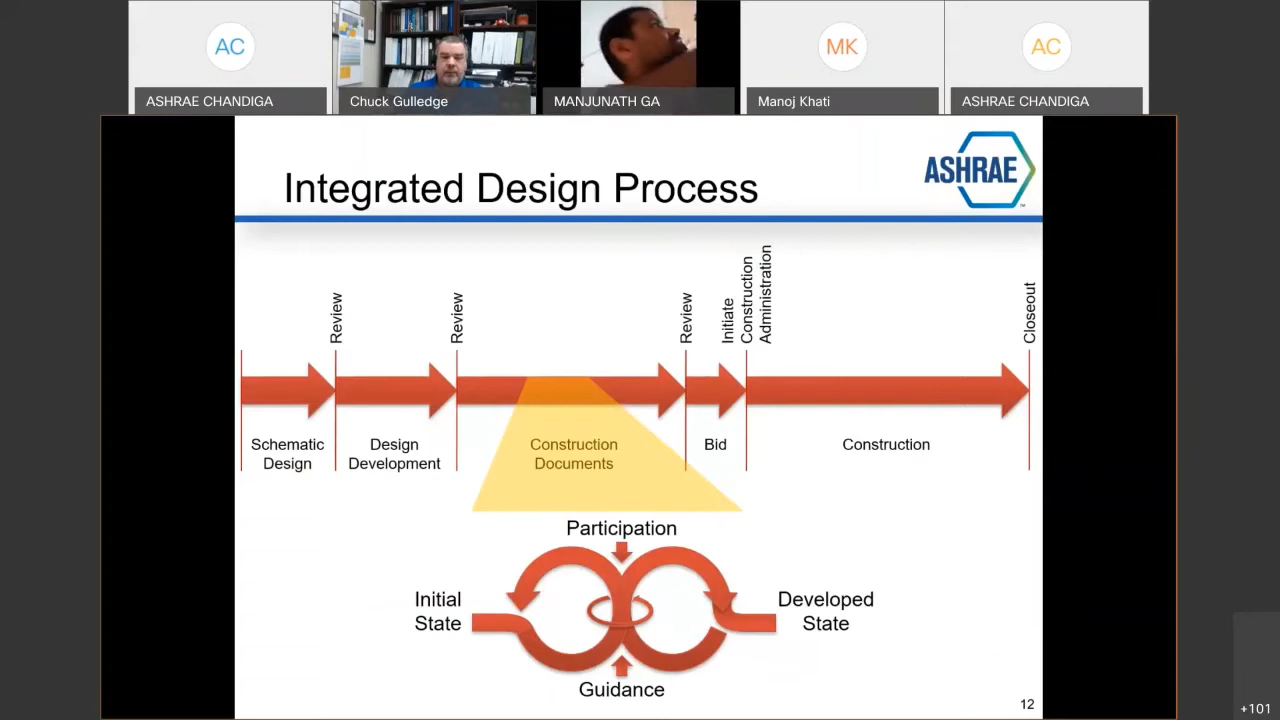 AC
MK
AC
ASHRAE CHANDIGA
Chuck Gulledge
MANJUNATH GA
Manoj Khati
ASHRAE CHANDIGA
ASHRAE
Integrated Design Process
Review
Review
Review
Initiate
Construction
Administration
Closeout
Schematic
Design
Design
Development
Construction
Documents
Bid
Construction
Participation
Initial
State
Developed
State
Guidance
12
+101